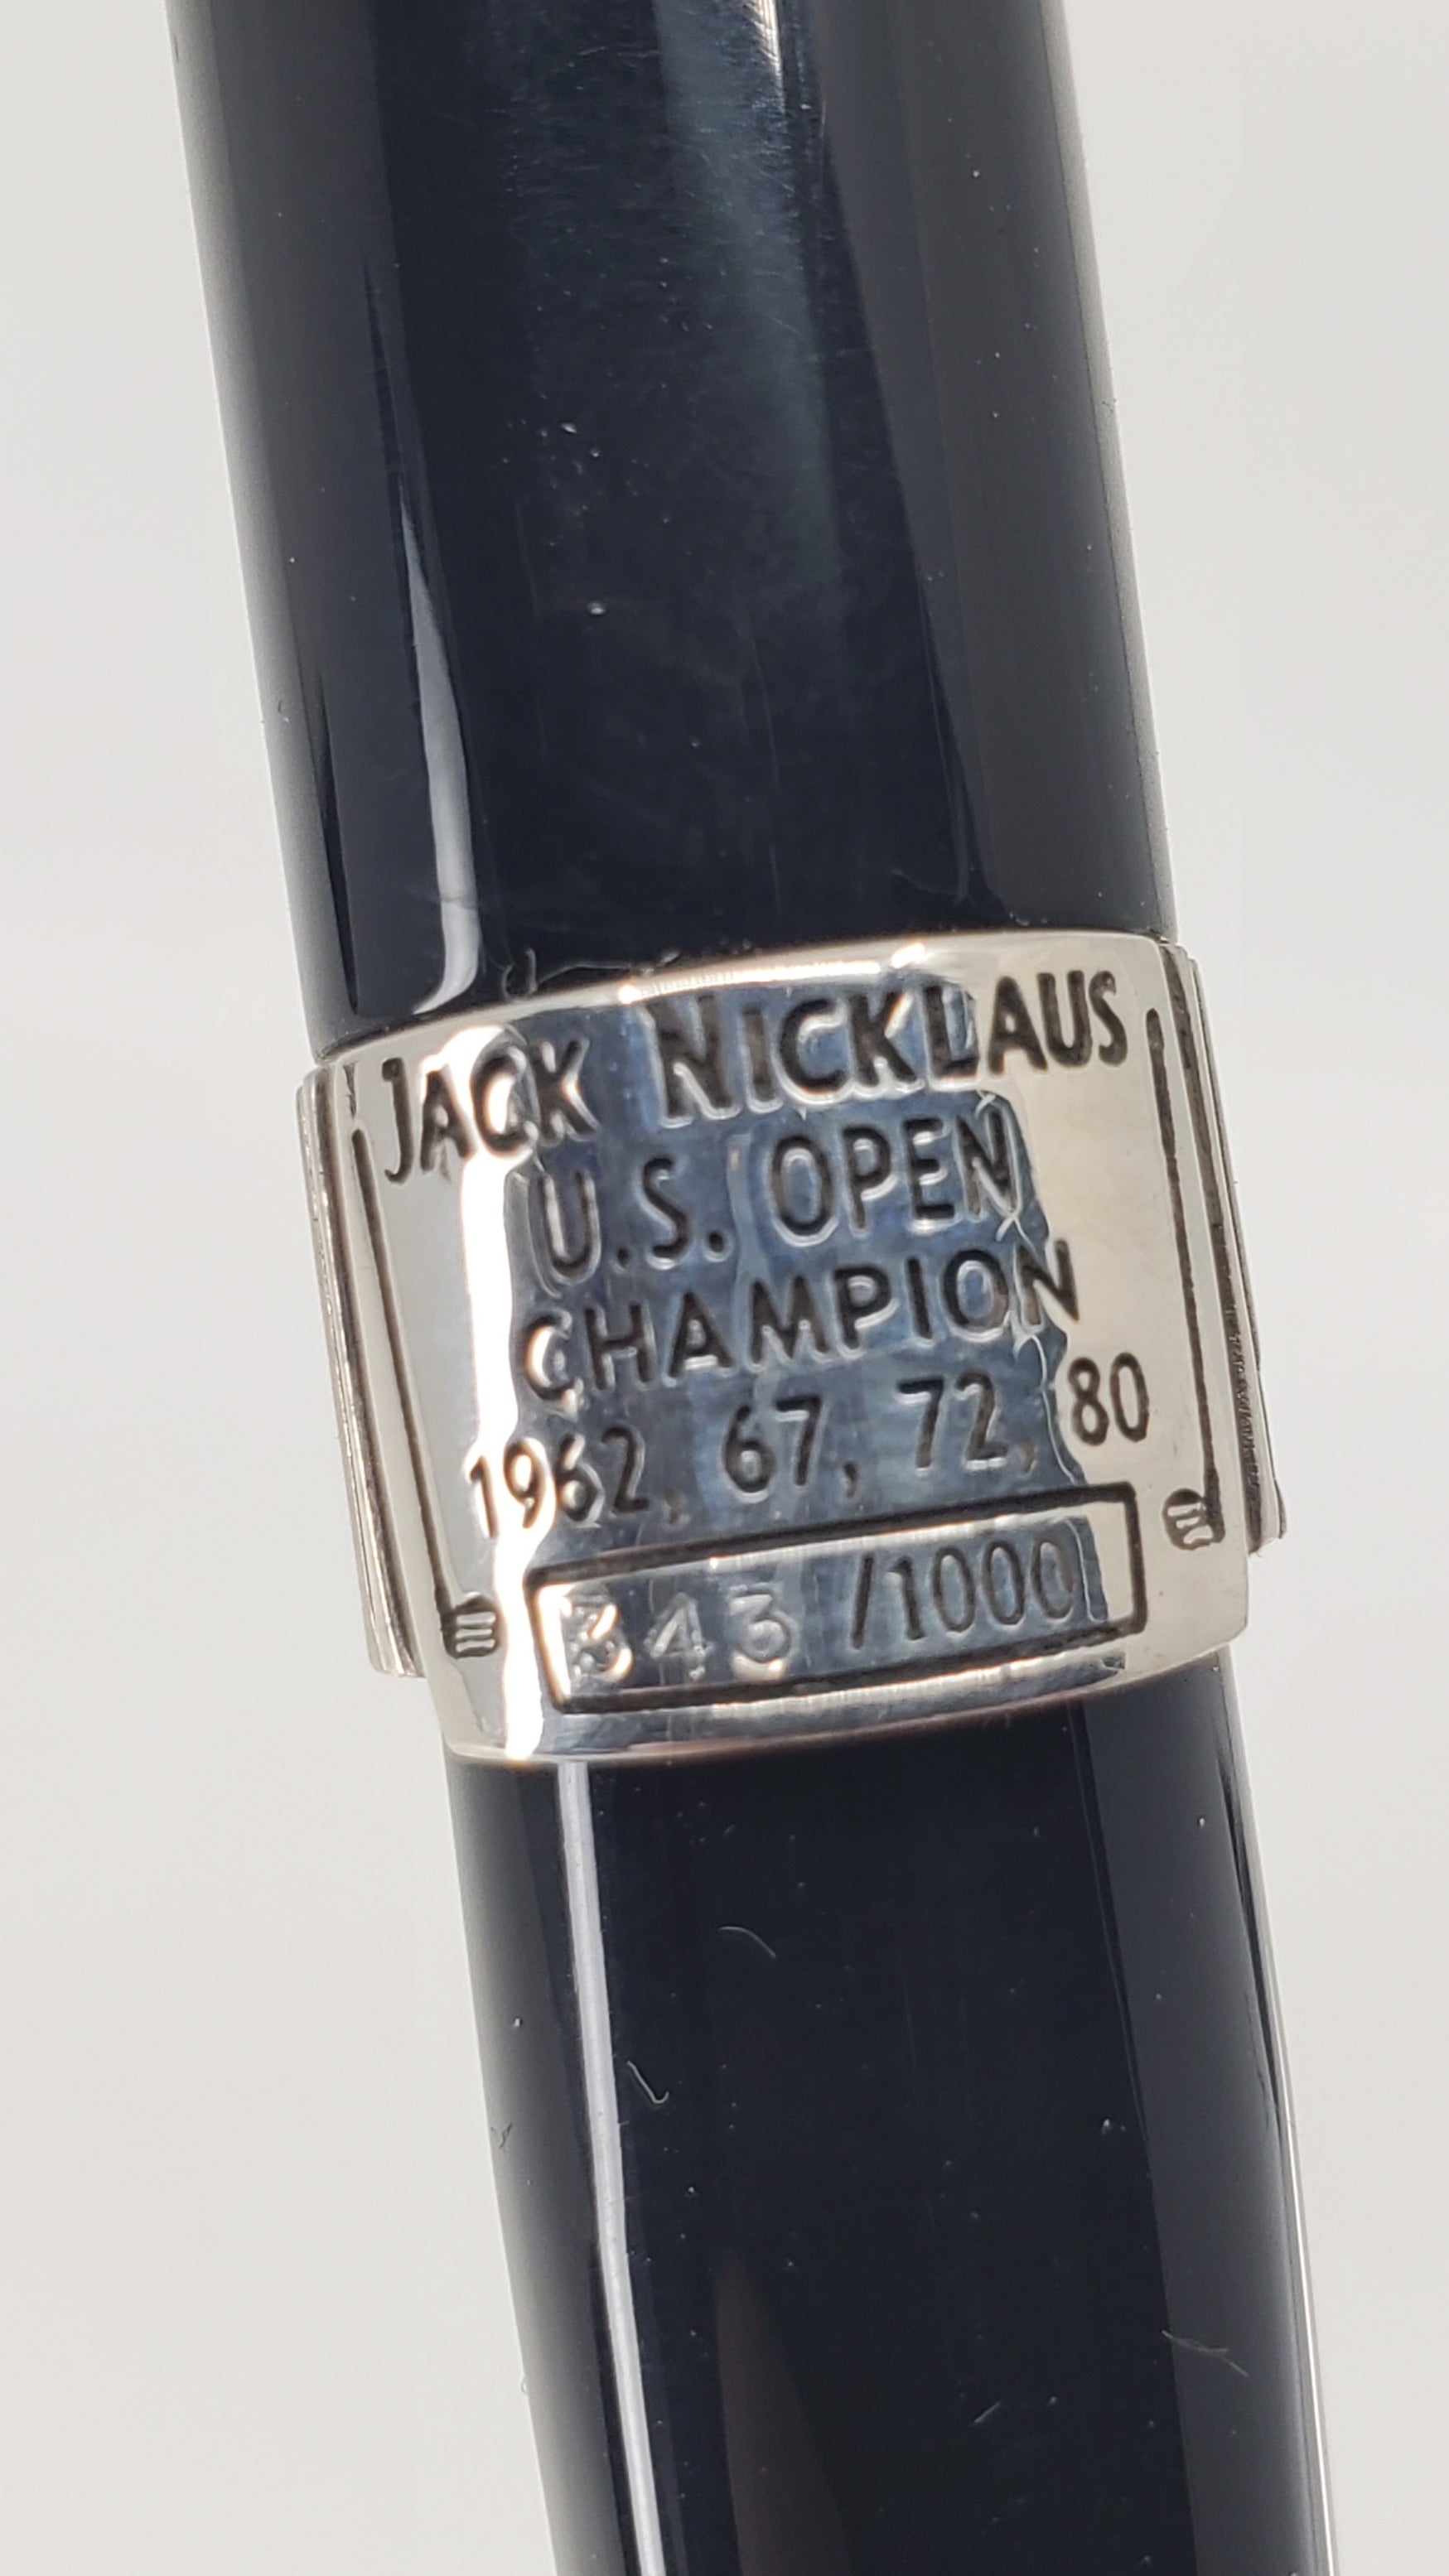 JACK NICKLAUS
U.S. OPEN
CHAMPION
1962, 67, 72, 80
343 /1000